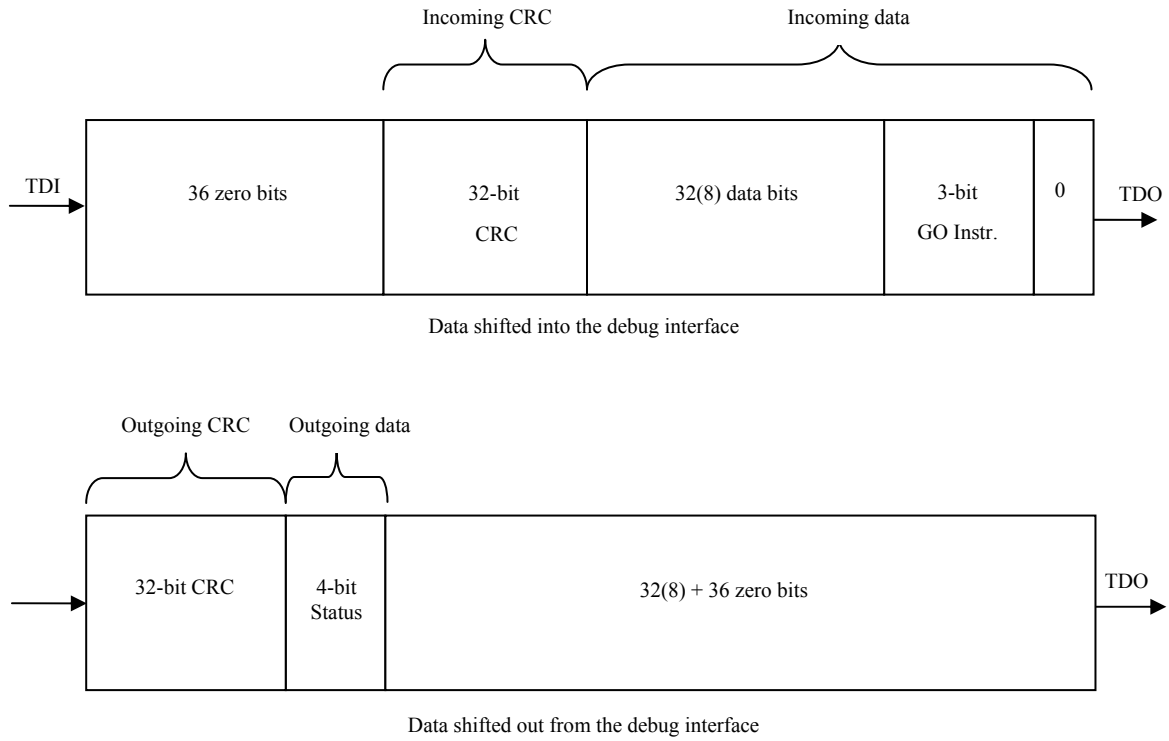 Incoming CRC
Incoming data
TDI
36 zero bits
32-bit
CRC
32(8) data bits
3-bit
GO Instr.
0
TDO
Data shifted into the debug interface
Outgoing CRC
Outgoing data
32-bit CRC
4-bit
Status
32(8) + 36 zero bits
TDO
Data shifted out from the debug interface